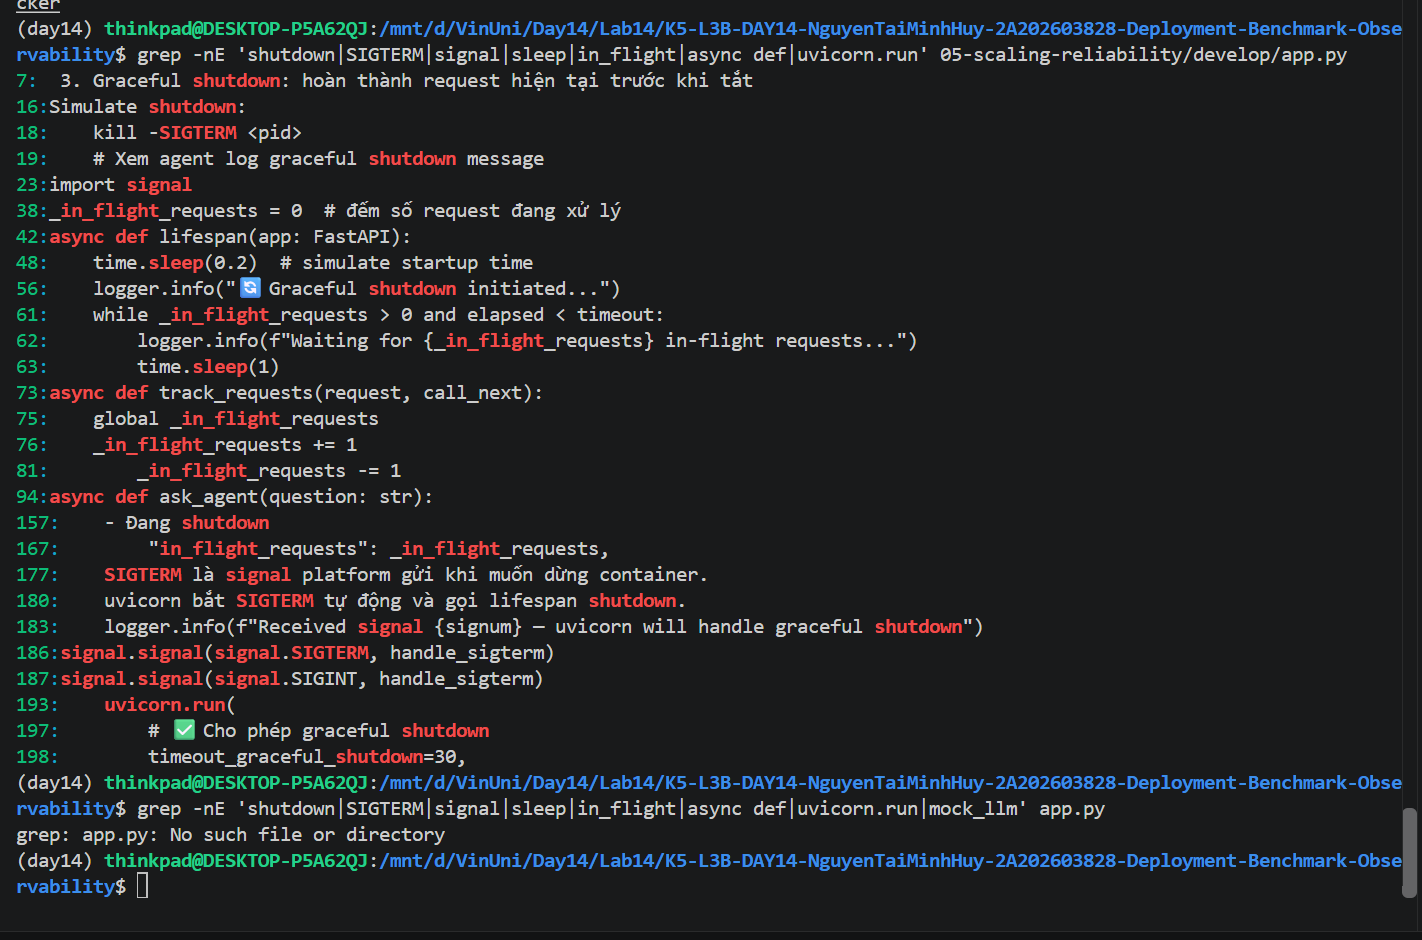 cker
(day14) thinkpad@DESKTOP-P5A62QJ:/mnt/d/VinUni/Day14/Lab14/K5-L3B-DAY14-NguyenTaiMinhHuy-2A202603828-Deployment-Benchmark-Obse
rvability$ grep -nE 'shutdown|SIGTERM|signal|sleep|in_flight|async def|uvicorn.run' 05-scaling-reliability/develop/app.py
7:  3. Graceful shutdown: hoàn thành request hiện tại trước khi tắt
16:Simulate shutdown:
18:    kill -SIGTERM <pid>
19:    # Xem agent log graceful shutdown message
23:import signal
38:_in_flight_requests = 0  # đếm số request đang xử lý
42:async def lifespan(app: FastAPI):
48:    time.sleep(0.2)  # simulate startup time
56:    logger.info("🔄 Graceful shutdown initiated...")
61:    while _in_flight_requests > 0 and elapsed < timeout:
62:        logger.info(f"Waiting for {_in_flight_requests} in-flight requests...")
63:        time.sleep(1)
73:async def track_requests(request, call_next):
75:    global _in_flight_requests
76:    _in_flight_requests += 1
81:        _in_flight_requests -= 1
94:async def ask_agent(question: str):
157:    - Đang shutdown
167:        "in_flight_requests": _in_flight_requests,
177:    SIGTERM là signal platform gửi khi muốn dừng container.
180:    uvicorn bắt SIGTERM tự động và gọi lifespan shutdown.
183:    logger.info(f"Received signal {signum} — uvicorn will handle graceful shutdown")
186:signal.signal(signal.SIGTERM, handle_sigterm)
187:signal.signal(signal.SIGINT, handle_sigterm)
193:    uvicorn.run(
197:        # ✅ Cho phép graceful shutdown
198:        timeout_graceful_shutdown=30,
(day14) thinkpad@DESKTOP-P5A62QJ:/mnt/d/VinUni/Day14/Lab14/K5-L3B-DAY14-NguyenTaiMinhHuy-2A202603828-Deployment-Benchmark-Obse
rvability$ grep -nE 'shutdown|SIGTERM|signal|sleep|in_flight|async def|uvicorn.run|mock_llm' app.py
grep: app.py: No such file or directory
(day14) thinkpad@DESKTOP-P5A62QJ:/mnt/d/VinUni/Day14/Lab14/K5-L3B-DAY14-NguyenTaiMinhHuy-2A202603828-Deployment-Benchmark-Obse
rvability$